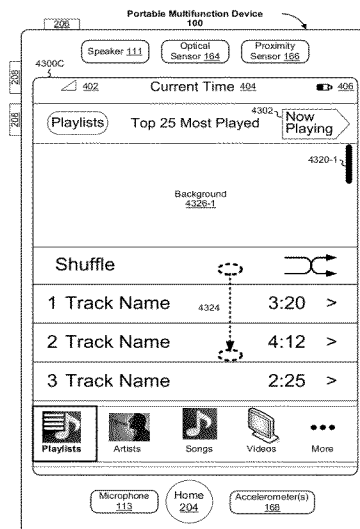 Portable Multifunction Device
100
206
Speaker 111
Optical Sensor 164
Proximity Sensor 166
4300C
208
402
Current Time 404
406
206
Playlists
Top 25 Most Played
4302
Now Playing
4320-1
Background
4326-1
Shuffle
1 Track Name
4324
3:20 >
2 Track Name
4:12 >
3 Track Name
2:25 >
Playlists
Artists
Songs
Videos
More
Microphone 113
Home 204
Accelerometer(s) 168